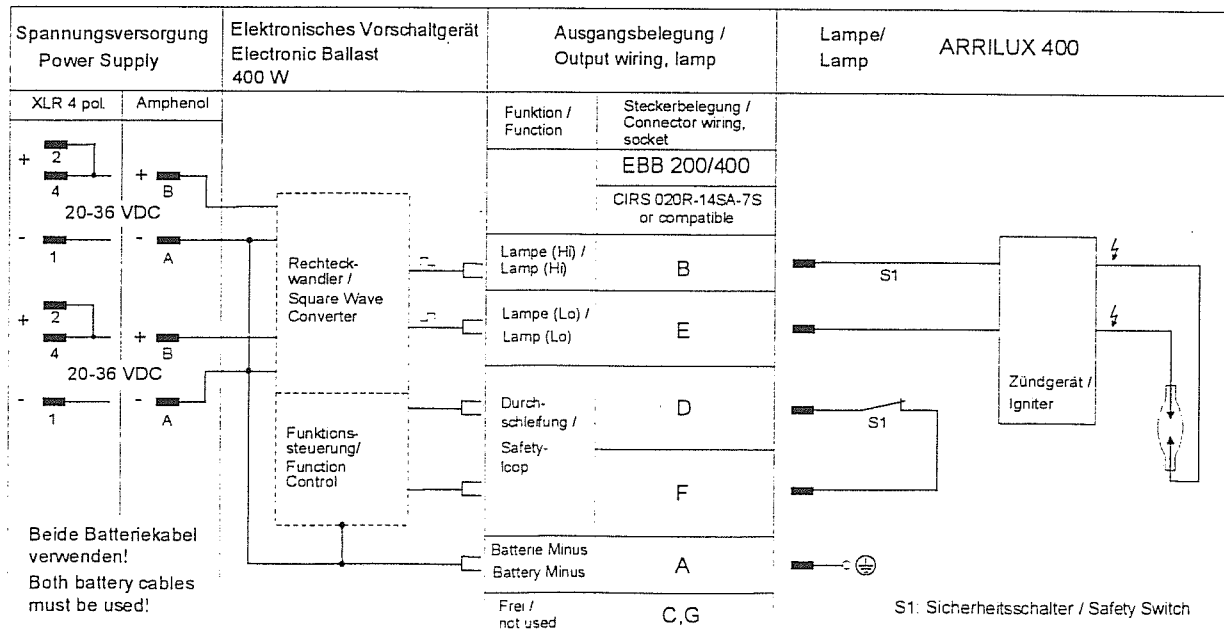 Spannungsversorgung
Power Supply
Elektronisches Vorschaltgerät
Electronic Ballast
400 W
Ausgangsbelegung /
Output wiring, lamp
Lampe/
Lamp
ARRILUX 400
XLR 4 pol.
Amphenol
Funktion /
Function
Steckerbelegung /
Connector wiring,
socket
EBB 200/400
CIRS 020R-14SA-7S
or compatible
+
2
4
+
B
20-36 VDC
-
1
-
A
+
2
4
+
B
20-36 VDC
-
1
-
A
Rechteck-
wandler /
Square Wave
Converter
Funktions-
steuerung/
Function
Control
Lampe (Hi) /
Lamp (Hi)
B
S1
Lampe (Lo) /
Lamp (Lo)
E
Durch-
schleifung /
Safety-
loop
D
S1
F
Zündgerät /
Igniter
Batterie Minus
Battery Minus
A
Frei /
not used
C,G
Beide Batteriekabel
verwenden!
Both battery cables
must be used!
S1: Sicherheitsschalter / Safety Switch